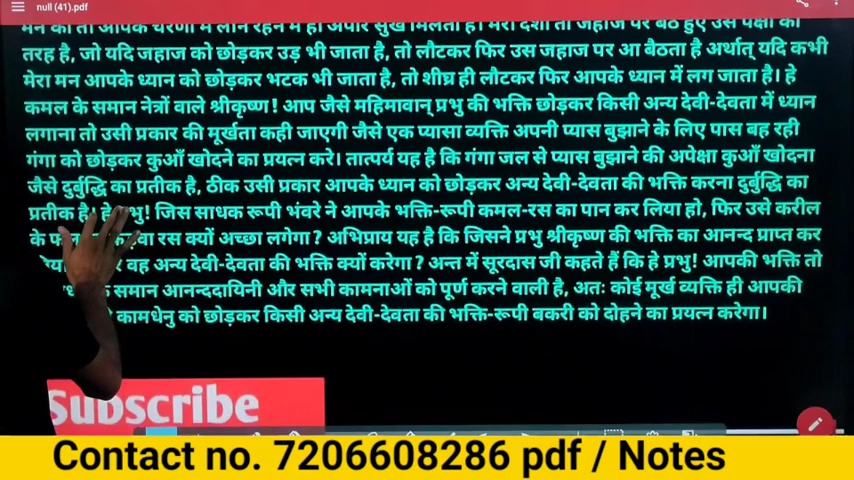 null (41).pdf
मन को तो आपके चरणों में लीन रहने में ही अपार सुख मिलता है। मेरी दशा तो जहाज पर बैठे हुए उस पक्षी की
तरह है, जो यदि जहाज को छोड़कर उड़ भी जाता है, तो लौटकर फिर उस जहाज पर आ बैठता है अर्थात् यदि कभी
मेरा मन आपके ध्यान को छोड़कर भटक भी जाता है, तो शीघ्र ही लौटकर फिर आपके ध्यान में लग जाता है। हे
कमल के समान नेत्रों वाले श्रीकृष्ण! आप जैसे महिमावान् प्रभु की भक्ति छोड़कर किसी अन्य देवी-देवता में ध्यान
लगाना तो उसी प्रकार की मूर्खता कही जाएगी जैसे एक प्यासा व्यक्ति अपनी प्यास बुझाने के लिए पास बह रही
गंगा को छोड़कर कुआँ खोदने का प्रयत्न करे। तात्पर्य यह है कि गंगा जल से प्यास बुझाने की अपेक्षा कुआँ खोदना
जैसे दुर्बुद्धि का प्रतीक है, ठीक उसी प्रकार आपके ध्यान को छोड़कर अन्य देवी-देवता की भक्ति करना दुर्बुद्धि का
प्रतीक है। हे भु! जिस साधक रूपी भंवरे ने आपके भक्ति-रूपी कमल-रस का पान कर लिया हो, फिर उसे करील
के वा रस क्यों अच्छा लगेगा? अभिप्राय यह है कि जिसने प्रभु श्रीकृष्ण की भक्ति का आनन्द प्राप्त कर
वह अन्य देवी-देवता की भक्ति क्यों करेगा? अन्त में सूरदास जी कहते हैं कि हे प्रभु! आपकी भक्ति तो
के समान आनन्ददायिनी और सभी कामनाओं को पूर्ण करने वाली है, अतः कोई मूर्ख व्यक्ति ही आपकी
कामधेनु को छोड़कर किसी अन्य देवी-देवता की भक्ति-रूपी बकरी को दोहने का प्रयत्न करेगा।
Subscribe
Contact no. 7206608286 pdf / Notes